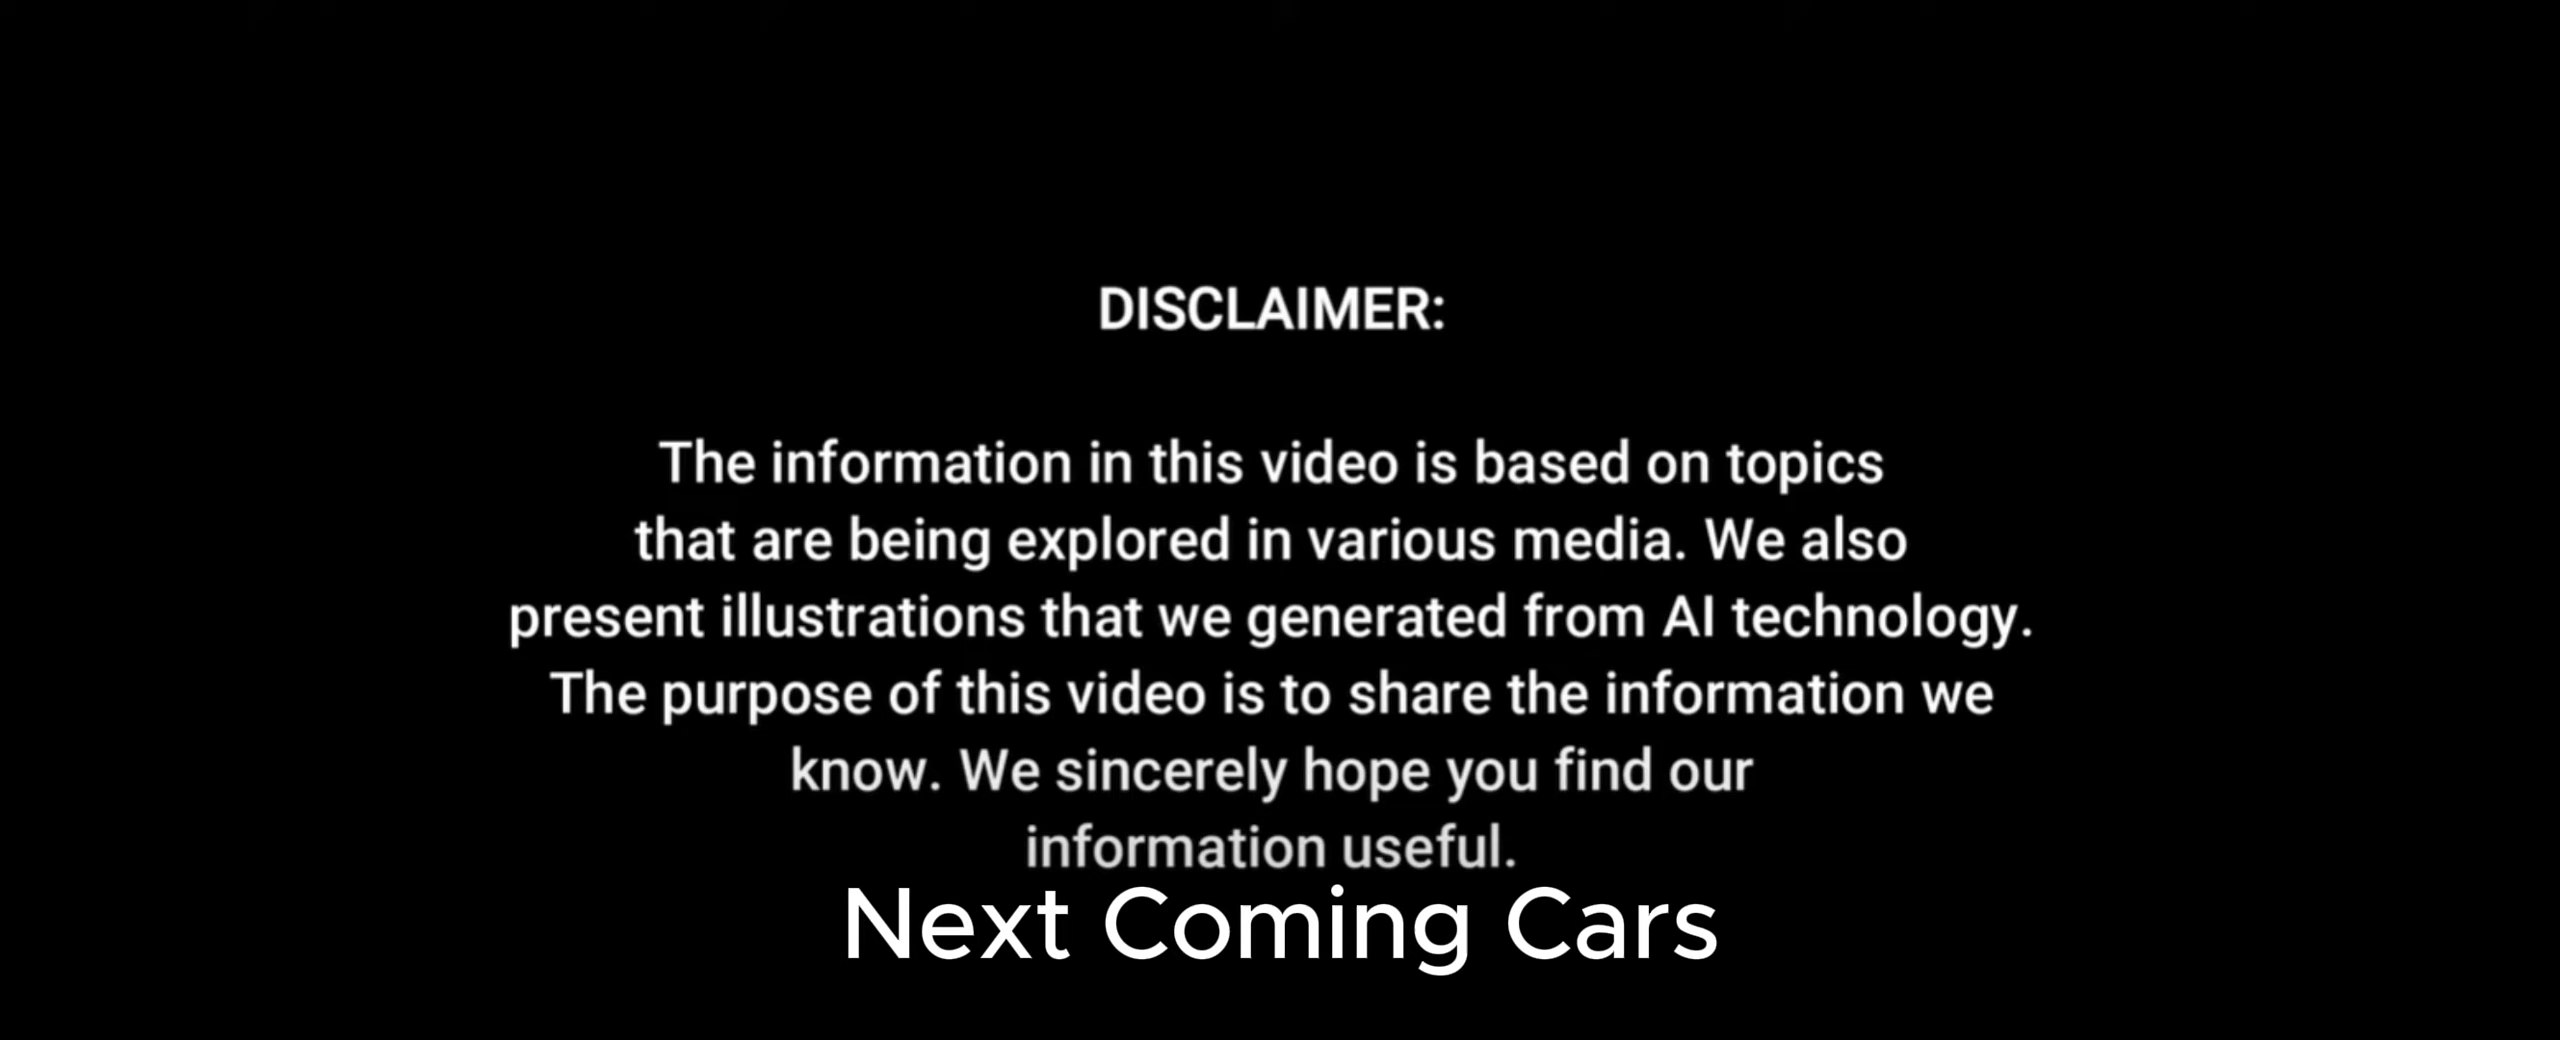 DISCLAIMER:
The information in this video is based on topics
that are being explored in various media. We also
present illustrations that we generated from AI technology.
The purpose of this video is to share the information we
know. We sincerely hope you find our
information useful.
Next Coming Cars